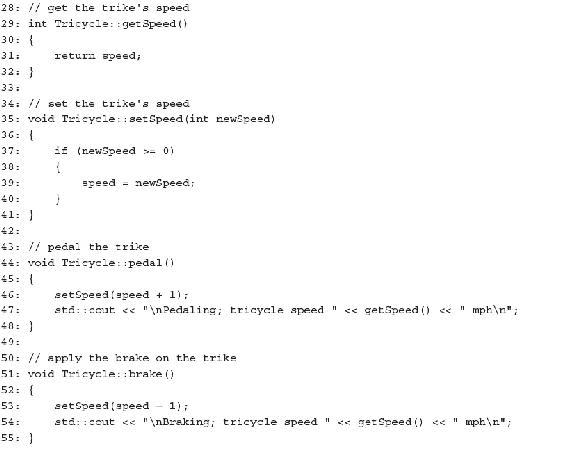 28: // get the trike's speed
29: int Tricycle::getSpeed()
30: {
31:     return speed;
32: }
33:
34: // set the trike's speed
35: void Tricycle::setSpeed(int newSpeed)
36: {
37:     if (newSpeed >= 0)
38:     {
39:         speed = newSpeed;
40:     }
41: }
42:
43: // pedal the trike
44: void Tricycle::pedal()
45: {
46:     setSpeed(speed + 1);
47:     std::cout << "\nPedaling; tricycle speed " << getSpeed() << " mph\n";
48: }
49:
50: // apply the brake on the trike
51: void Tricycle::brake()
52: {
53:     setSpeed(speed – 1);
54:     std::cout << "\nBraking; tricycle speed " << getSpeed() << " mph\n";
55: }